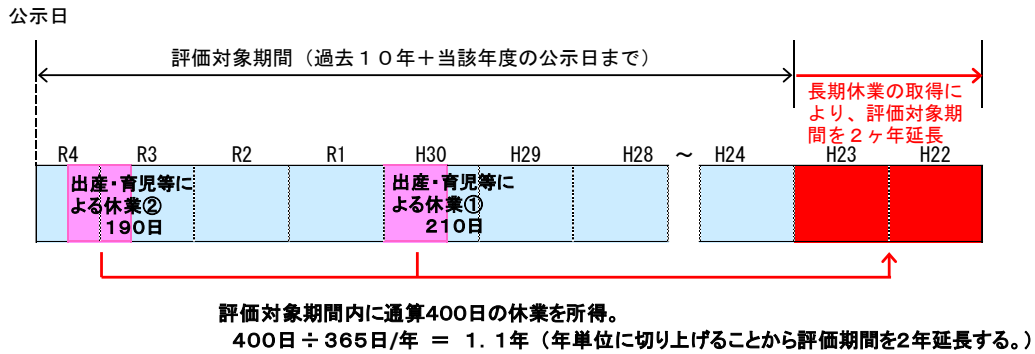 公示日
評価対象期間（過去１０年＋当該年度の公示日まで）
長期休業の取得に
より、評価対象期
間を２ヶ年延長
R4 R3 R2 R1 H30 H29 H28 ～ H24 H23 H22
出産・育児等に
よる休業②
190日
出産・育児等に
よる休業①
210日
評価対象期間内に通算400日の休業を所得。
400日÷365日/年 ＝ 1．1年（年単位に切り上げることから評価期間を2年延長する。）